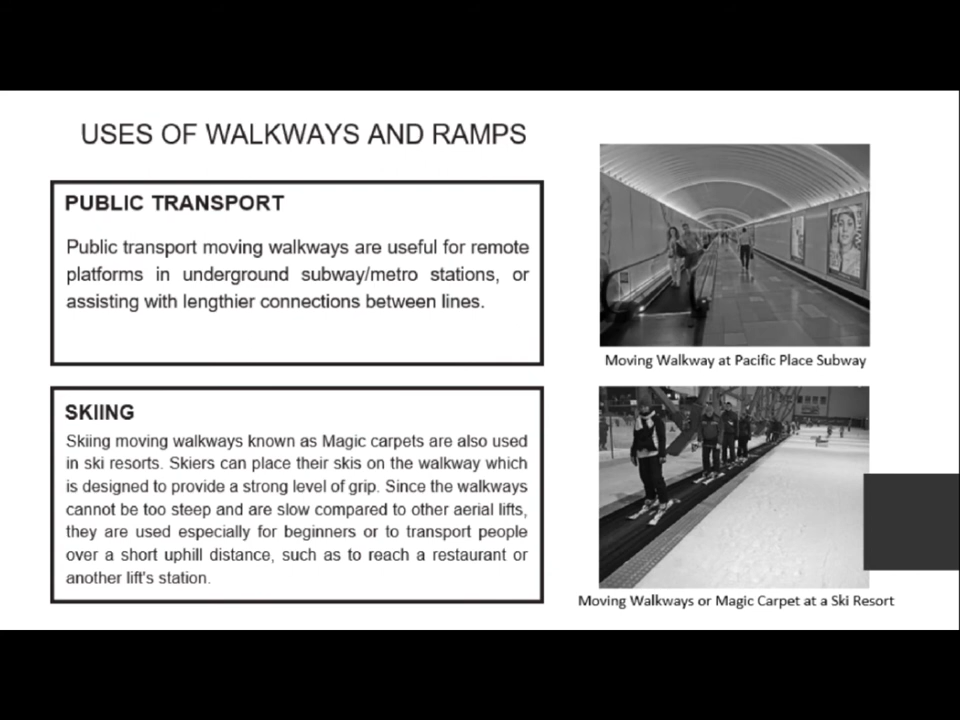 USES OF WALKWAYS AND RAMPS
PUBLIC TRANSPORT
Public transport moving walkways are useful for remote
platforms in underground subway/metro stations, or
assisting with lengthier connections between lines.
Moving Walkway at Pacific Place Subway
SKIING
Skiing moving walkways known as Magic carpets are also used
in ski resorts. Skiers can place their skis on the walkway which
is designed to provide a strong level of grip. Since the walkways
cannot be too steep and are slow compared to other aerial lifts,
they are used especially for beginners or to transport people
over a short uphill distance, such as to reach a restaurant or
another lift's station.
Moving Walkways or Magic Carpet at a Ski Resort